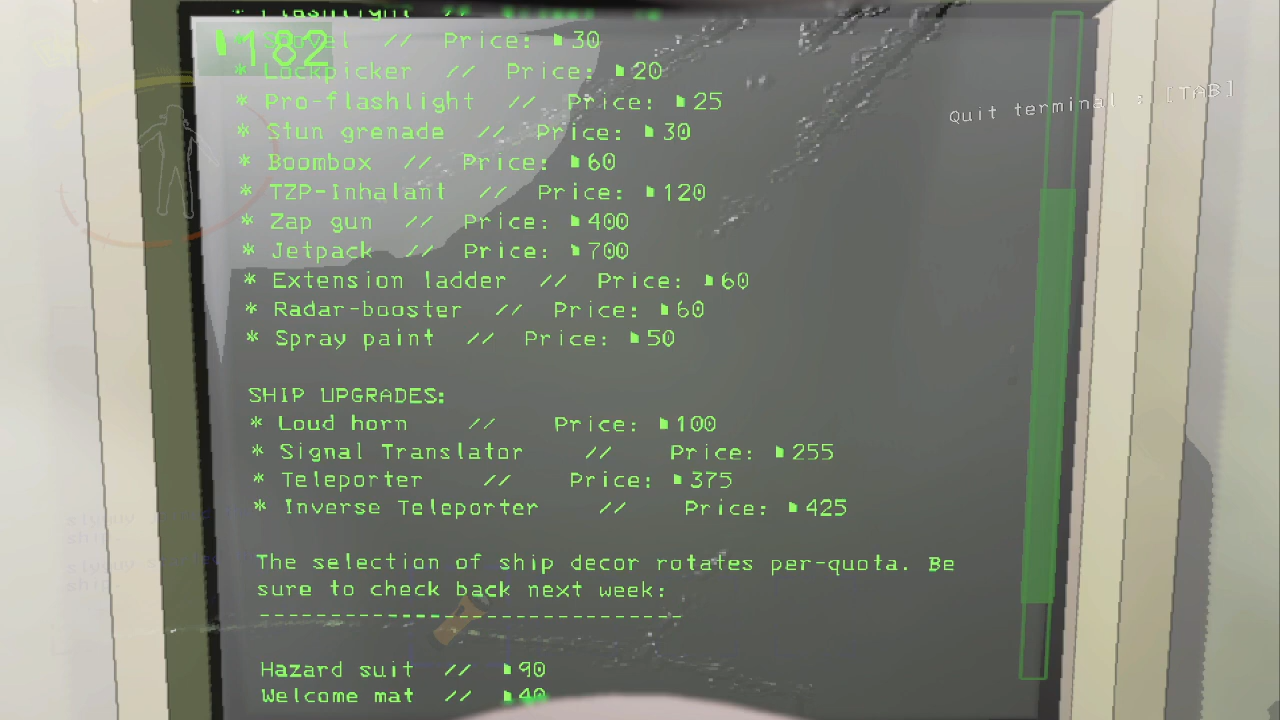 * Flashlight //
▮182
* Shovel // Price: ▮30
* Lockpicker // Price: ▮20
* Pro-flashlight // Price: ▮25
* Stun grenade // Price: ▮30
* Boombox // Price: ▮60
* TZP-Inhalant // Price: ▮120
* Zap gun // Price: ▮400
* Jetpack // Price: ▮700
* Extension ladder // Price: ▮60
* Radar-booster // Price: ▮60
* Spray paint // Price: ▮50
SHIP UPGRADES:
* Loud horn // Price: ▮100
* Signal Translator // Price: ▮255
* Teleporter // Price: ▮375
* Inverse Teleporter // Price: ▮425
The selection of ship decor rotates per-quota. Be
sure to check back next week:
------------------------------
Hazard suit // ▮90
Welcome mat // ▮40
Quit terminal : [TAB]
ship.
ship.